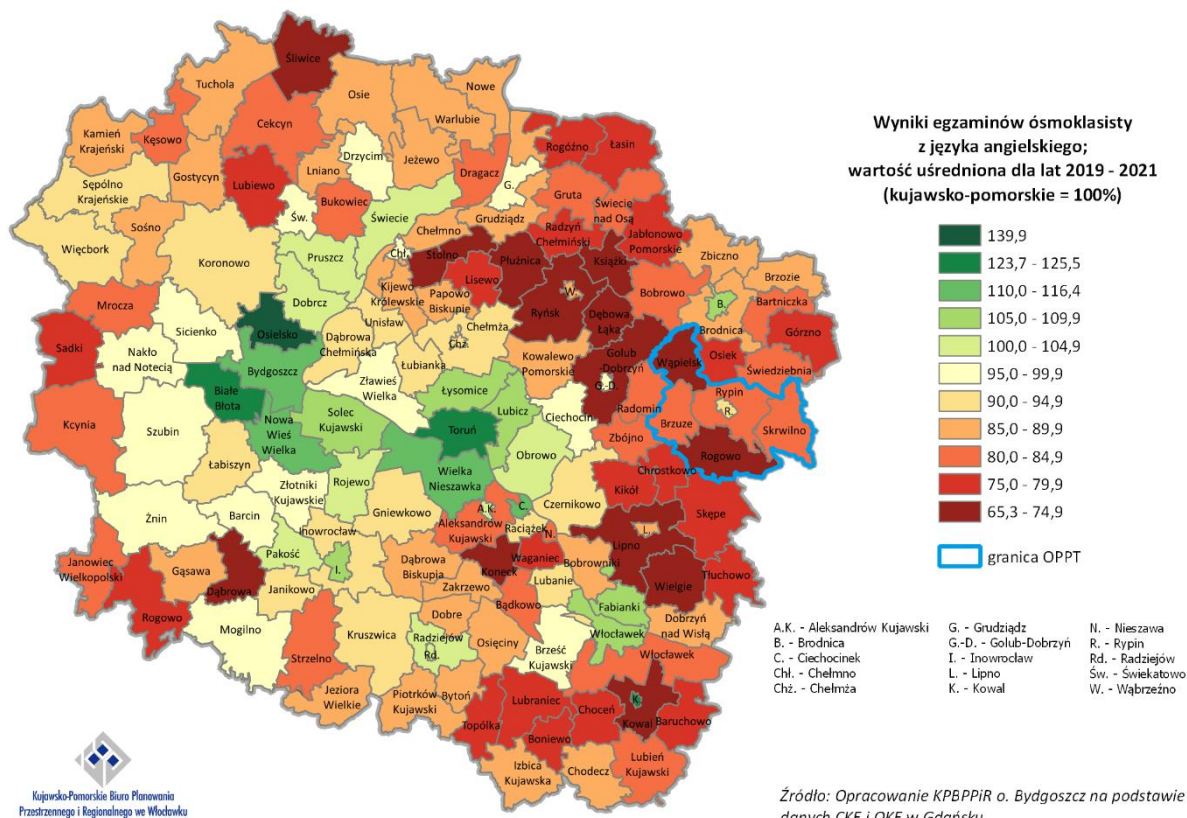 Wyniki egzaminów ósmoklasisty
z języka angielskiego;
wartość uśredniona dla lat 2019 - 2021
(kujawsko-pomorskie = 100%)
139,9
123,7 - 125,5
110,0 - 116,4
105,0 - 109,9
100,0 - 104,9
95,0 - 99,9
90,0 - 94,9
85,0 - 89,9
80,0 - 84,9
75,0 - 79,9
65,3 - 74,9
granica OPPT
Śliwice
Tuchola
Osie
Nowe
Warlubie
Cekcyn
Kęsowo
Kamień
Krajeński
Drzycim
Jeżewo
Rogóźno
Łasin
Gostycyn
Lniano
Dragacz
Lubiewo
Bukowiec
G.
Gruta
Sępólno
Krajeńskie
Św.
Świecie
Grudziądz
Świecie
nad Osą
Sośno
Chełmno
Radzyń
Chełmiński
Jabłonowo
Pomorskie
Więcbork
Koronowo
Pruszcz
Chł.
Stolno
Płużnica
Książki
Zbiczno
Brzozie
Lisewo
Kijewo
Królewskie
Papowo
Biskupie
W.
Bobrowo
B.
Bartniczka
Mrocza
Dobrcz
Unisław
Ryńsk
Dębowa
Łąka
Brodnica
Górzno
Sicienko
Osielsko
Dąbrowa
Chełmińska
Chełmża
Chż.
Sadki
Nakło
nad Notecią
Łubianka
Kowalewo
Pomorskie
Golub
-Dobrzyń
G.-D.
Wąpielsk
Osiek
Świedziebnia
Bydgoszcz
Zławieś
Wielka
Łysomice
Rypin
R.
Białe
Błota
Solec
Kujawski
Lubicz
Ciechocin
Radomin
Brzuze
Skrwilno
Kcynia
Szubin
Nowa
Wieś
Wielka
Toruń
Zbójno
Obrowo
Rogowo
Łabiszyn
Wielka
Nieszawka
Chrostkowo
Rojewo
Kikół
Złotniki
Kujawskie
Czernikowo
Skępe
Żnin
Barcin
Gniewkowo
A.K.
C.
Aleksandrów
Kujawski
Raciążek
Inowrocław
N.
L.
Lipno
Pakość
I.
Janowiec
Wielkopolski
Gąsawa
Dąbrowa
Dąbrowa
Biskupia
Koneck
Waganiec
Bobrowniki
Wielgie
Tłuchowo
Janikowo
Zakrzewo
Lubanie
Rogowo
Bądkowo
Fabianki
Dobre
Dobrzyń
nad Wisłą
Mogilno
Kruszwica
Radziejów
Rd.
Osięciny
Włocławek
Strzelno
Brześć
Kujawski
Włocławek
Jeziora
Wielkie
Piotrków
Kujawski
Bytoń
Lubraniec
K.
Kowal
Choceń
Baruchowo
Topólka
Boniewo
Lubień
Kujawski
Izbica
Kujawska
Chodecz
A.K. - Aleksandrów Kujawski
B. - Brodnica
C. - Ciechocinek
Chł. - Chełmno
Chż. - Chełmża
G. - Grudziądz
G.-D. - Golub-Dobrzyń
I. - Inowrocław
L. - Lipno
K. - Kowal
N. - Nieszawa
R. - Rypin
Rd. - Radziejów
Św. - Świekatowo
W. - Wąbrzeźno
Kujawsko-Pomorskie Biuro Planowania
Przestrzennego i Regionalnego we Włocławku
Źródło: Opracowanie KPBPPiR o. Bydgoszcz na podstawie
danych CKE i OKE w Gdańsku